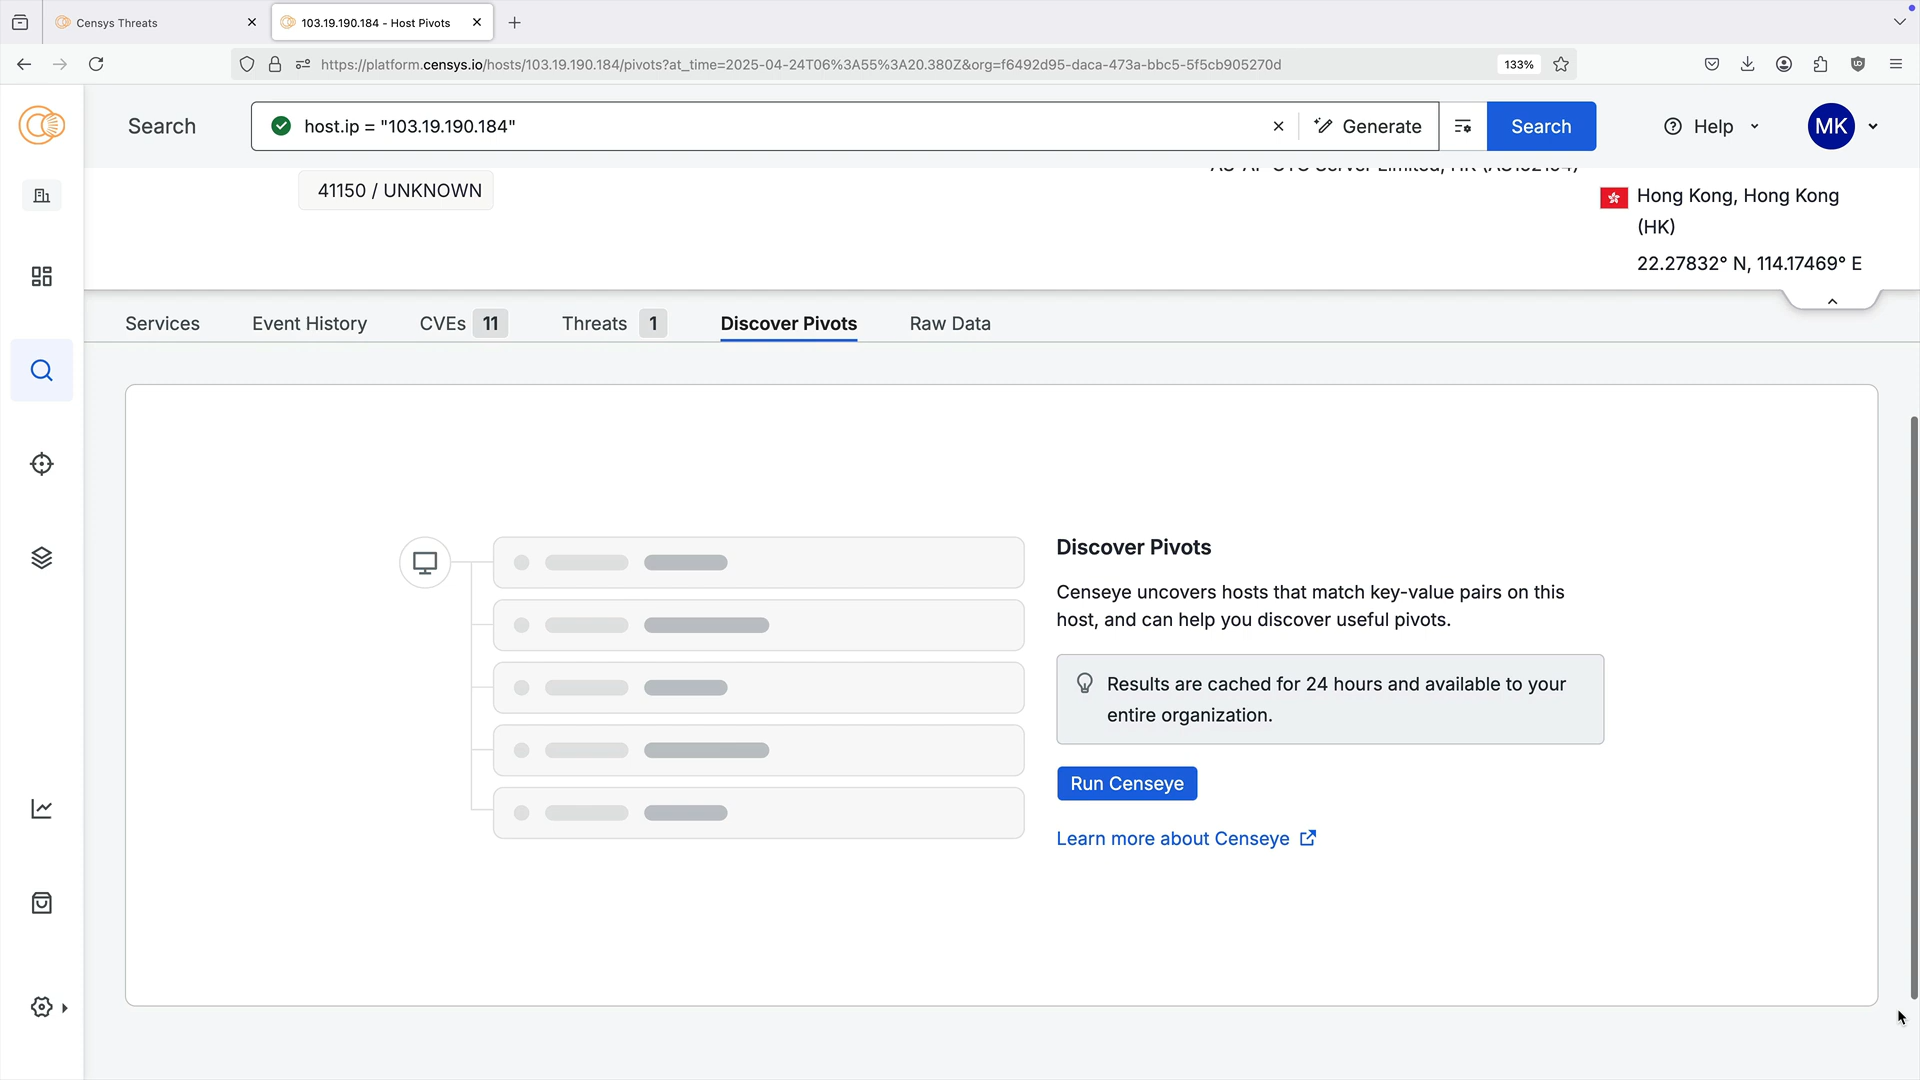 Censys Threats
103.19.190.184 - Host Pivots
https://platform.censys.io/hosts/103.19.190.184/pivots?at_time=2025-04-24T06%3A55%3A20.380Z&org=f6492d95-daca-473a-bbc5-5f5cb905270d
133%
Search
host.ip = "103.19.190.184"
Generate
Search
Help
MK
41150 / UNKNOWN
Hong Kong, Hong Kong
(HK)
22.27832° N, 114.17469° E
Services
Event History
CVEs 11
Threats 1
Discover Pivots
Raw Data
Discover Pivots
Censeye uncovers hosts that match key-value pairs on this
host, and can help you discover useful pivots.
Results are cached for 24 hours and available to your
entire organization.
Run Censeye
Learn more about Censeye